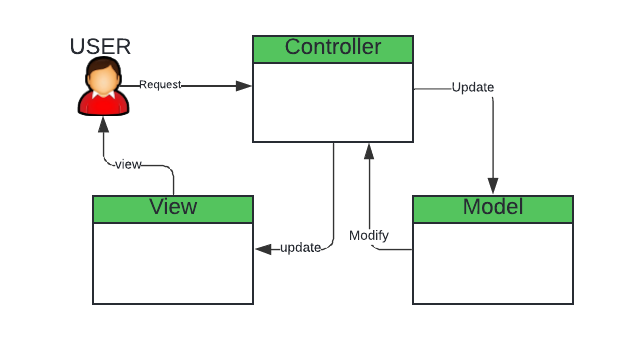 USER
Controller
Request
Update
view
View
Model
Modify
update